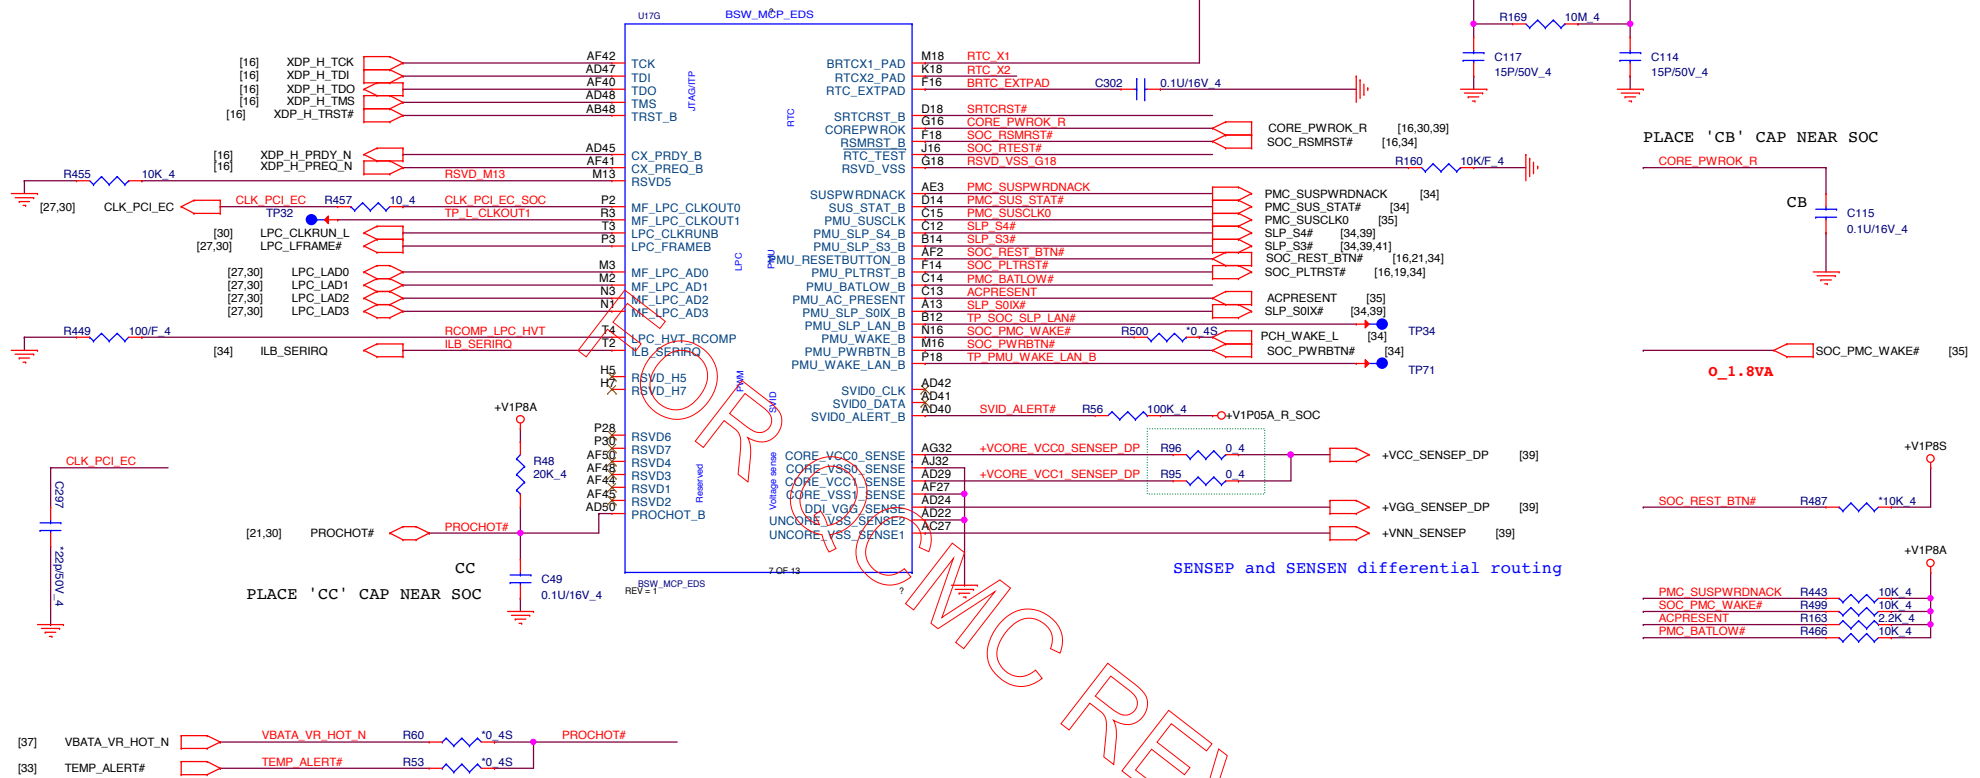 U17G BSW_MCP_EDS ?
R169 10M_4
C117 15P/50V_4
C114 15P/50V_4
[16] XDP_H_TCK AF42 TCK
[16] XDP_H_TDI AD47 TDI
[16] XDP_H_TDO AF40 TDO
[16] XDP_H_TMS AD48 TMS
[16] XDP_H_TRST# AB48 TRST_B
[16] XDP_H_PRDY_N AD45 CX_PRDY_B
[16] XDP_H_PREQ_N AF41 CX_PREQ_B
R455 10K_4 RSVD_M13 M13 RSVD5
[27,30] CLK_PCI_EC CLK_PCI_EC R457 10_4 CLK_PCI_EC_SOC P2 MF_LPC_CLKOUT0
TP32 TP_L_CLKOUT1 R3 MF_LPC_CLKOUT1
[30] LPC_CLKRUN_L T3 LPC_CLKRUNB
[27,30] LPC_LFRAME# P3 LPC_FRAMEB
[27,30] LPC_LAD0 M3 MF_LPC_AD0
[27,30] LPC_LAD1 M2 MF_LPC_AD1
[27,30] LPC_LAD2 N3 MF_LPC_AD2
[27,30] LPC_LAD3 N1 MF_LPC_AD3
R449 100/F_4 RCOMP_LPC_HVT T4 LPC_HVT_RCOMP
[34] ILB_SERIRQ ILB_SERIRQ T2 ILB_SERIRQ
H5 RSVD_H5
H7 RSVD_H7
P28 RSVD6
P30 RSVD7
AF50 RSVD4
AF48 RSVD3
AF44 RSVD1
AF45 RSVD2
AD50 PROCHOT_B
JTAG/ITP
RTC
LPC
PMU
PWM
SVID
Reserved
Voltage sense
BRTCX1_PAD M18 RTC_X1
RTCX2_PAD K18 RTC_X2
RTC_EXTPAD F16 BRTC_EXTPAD C302 0.1U/16V_4
SRTCRST_B D18 SRTCRST#
COREPWROK G16 CORE_PWROK_R CORE_PWROK_R [16,30,39]
RSMRST_B F18 SOC_RSMRST# SOC_RSMRST# [16,34]
RTC_TEST J16 SOC_RTEST#
RSVD_VSS G18 RSVD_VSS_G18 R160 10K/F_4
SUSPWRDNACK AE3 PMC_SUSPWRDNACK PMC_SUSPWRDNACK [34]
SUS_STAT_B D14 PMC_SUS_STAT# PMC_SUS_STAT# [34]
PMU_SUSCLK C15 PMC_SUSCLK0 PMC_SUSCLK0 [35]
PMU_SLP_S4_B C12 SLP_S4# SLP_S4# [34,39]
PMU_SLP_S3_B B14 SLP_S3# SLP_S3# [34,39,41]
PMU_RESETBUTTON_B AF2 SOC_REST_BTN# SOC_REST_BTN# [16,21,34]
PMU_PLTRST_B F14 SOC_PLTRST# SOC_PLTRST# [16,19,34]
PMU_BATLOW_B C14 PMC_BATLOW#
PMU_AC_PRESENT C13 ACPRESENT ACPRESENT [35]
PMU_SLP_S0IX_B A13 SLP_S0IX# SLP_S0IX# [34,39]
PMU_SLP_LAN_B B12 TP_SOC_SLP_LAN# TP34
PMU_WAKE_B N16 SOC_PMC_WAKE# R500 *0_4S PCH_WAKE_L [34]
PMU_PWRBTN_B M16 SOC_PWRBTN# SOC_PWRBTN# [34]
PMU_WAKE_LAN_B P18 TP_PMU_WAKE_LAN_B TP71
SVID0_CLK AD42
SVID0_DATA AD41
SVID0_ALERT_B AD40 SVID_ALERT# R56 100K_4 +V1P05A_R_SOC
CORE_VCC0_SENSE AG32 +VCORE_VCC0_SENSEP_DP R96 0_4 +VCC_SENSEP_DP [39]
CORE_VSS0_SENSE AJ32
CORE_VCC1_SENSE AD29 +VCORE_VCC1_SENSEP_DP R95 0_4
CORE_VSS1_SENSE AF27
DDI_VGG_SENSE AD24 +VGG_SENSEP_DP [39]
UNCORE_VSS_SENSE2 AD22
UNCORE_VSS_SENSE1 AC27 +VNN_SENSEP [39]
SENSEP and SENSEN differential routing
7 OF 13
BSW_MCP_EDS
REV = 1 ?
PLACE 'CB' CAP NEAR SOC
CORE_PWROK_R
CB C115 0.1U/16V_4
SOC_PMC_WAKE# [35]
O_1.8VA
+V1P8S
SOC_REST_BTN# R487 *10K_4
+V1P8A
PMC_SUSPWRDNACK R443 10K_4
SOC_PMC_WAKE# R499 10K_4
ACPRESENT R163 2.2K_4
PMC_BATLOW# R466 10K_4
+V1P8A
R48 20K_4
CLK_PCI_EC
C297 *22p/50V_4
[21,30] PROCHOT# PROCHOT#
CC
PLACE 'CC' CAP NEAR SOC
C49 0.1U/16V_4
[37] VBATA_VR_HOT_N VBATA_VR_HOT_N R60 *0_4S PROCHOT#
[33] TEMP_ALERT# TEMP_ALERT# R53 *0_4S